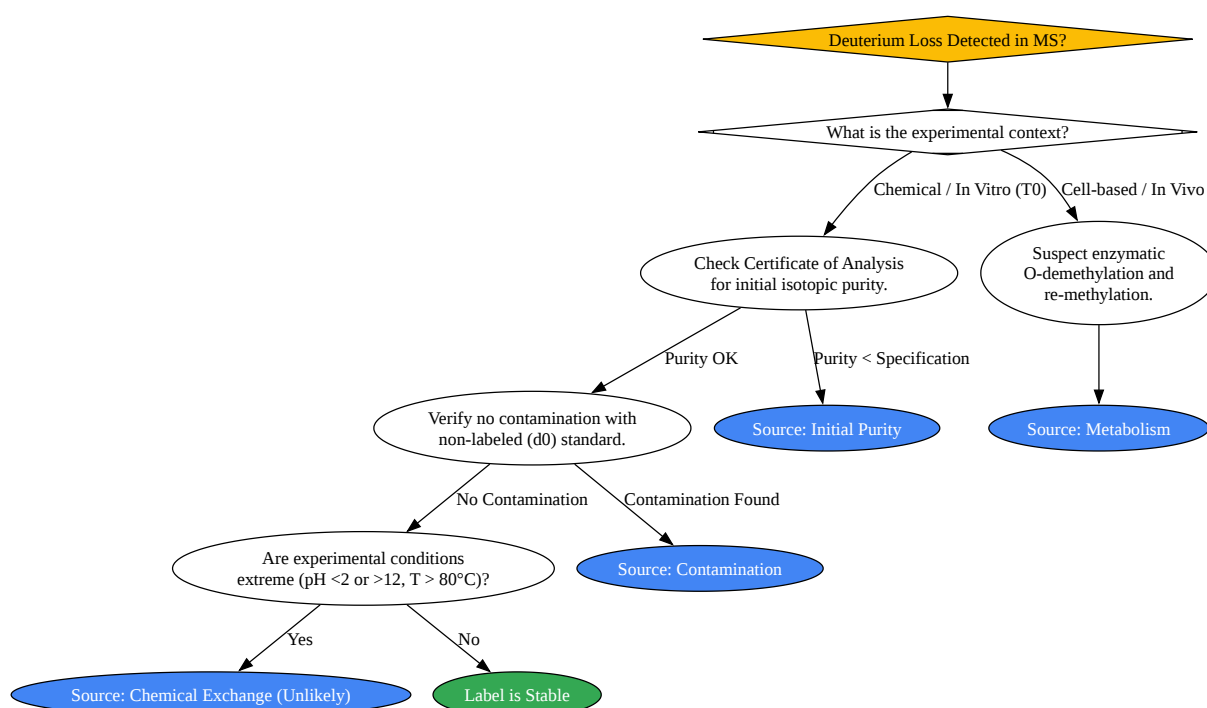 Deuterium Loss Detected in MS?
What is the experimental context?
Chemical / In Vitro (T0)
Cell-based / In Vivo
Check Certificate of Analysis
for initial isotopic purity.
Suspect enzymatic
O-demethylation and
re-methylation.
Purity OK
Purity < Specification
Verify no contamination with
non-labeled (d0) standard.
Source: Initial Purity
Source: Metabolism
No Contamination
Contamination Found
Are experimental conditions
extreme (pH <2 or >12, T > 80°C)?
Source: Contamination
Yes
No
Source: Chemical Exchange (Unlikely)
Label is Stable